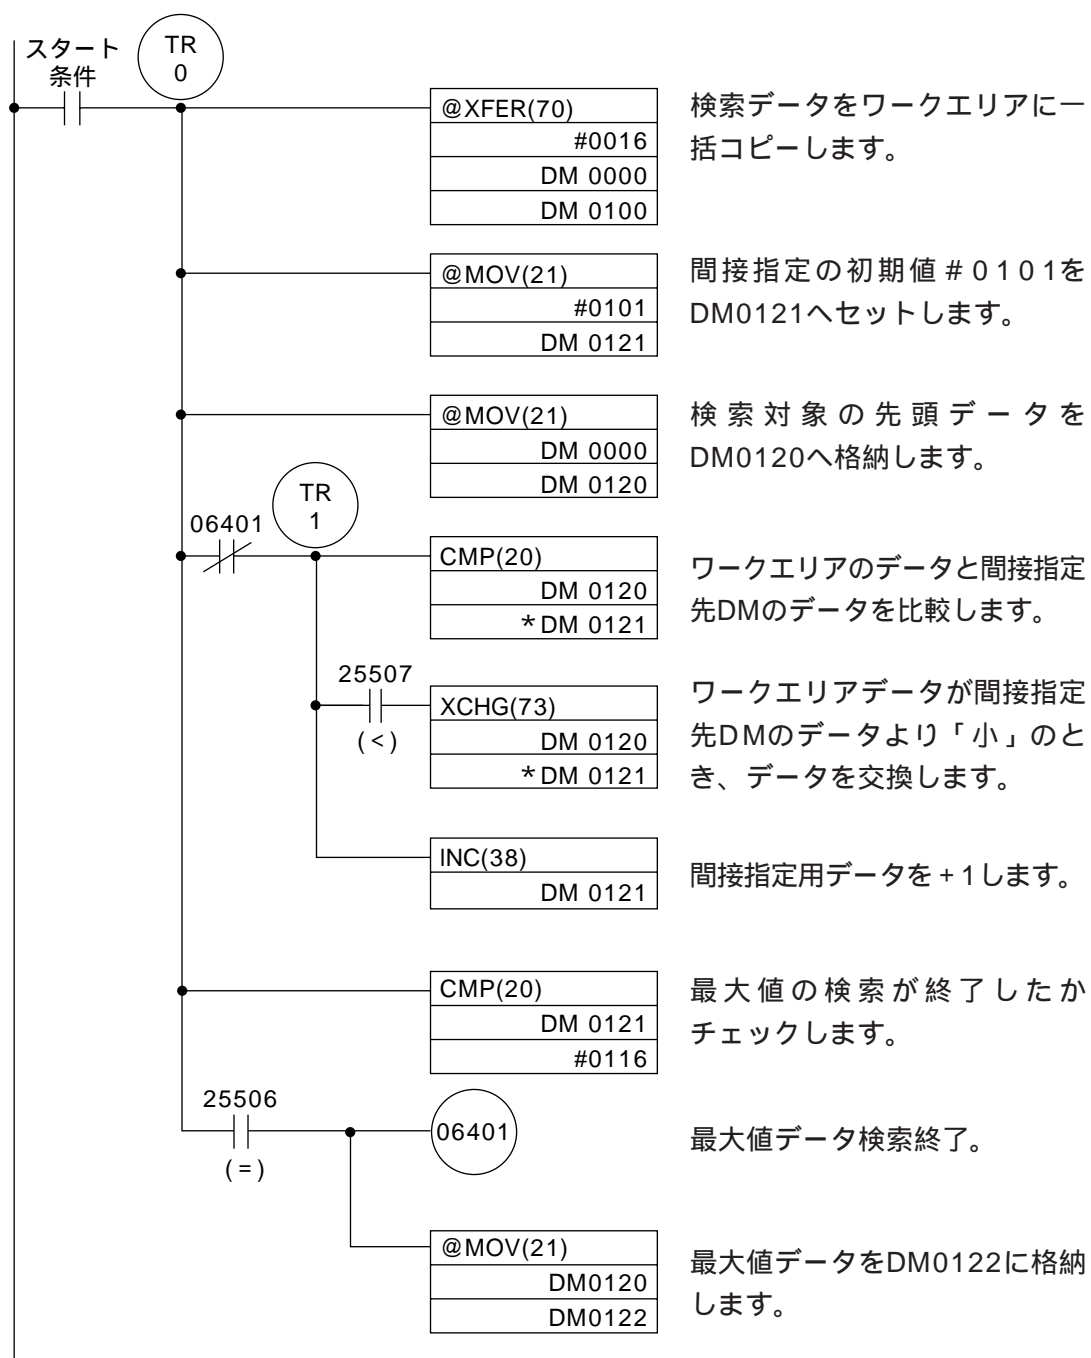 スタート
条件
TR
0
@XFER(70)
#0016
DM 0000
DM 0100
検索データをワークエリアに一
括コピーします。
@MOV(21)
#0101
DM 0121
間接指定の初期値＃０１０１を
DM0121へセットします。
@MOV(21)
DM 0000
DM 0120
検索対象の先頭データを
DM0120へ格納します。
06401
TR
1
CMP(20)
DM 0120
*DM 0121
ワークエリアのデータと間接指定
先DMのデータを比較します。
25507
(<)
XCHG(73)
DM 0120
*DM 0121
ワークエリアデータが間接指定
先DMのデータより「小」のと
き、データを交換します。
INC(38)
DM 0121
間接指定用データを+1します。
CMP(20)
DM 0121
#0116
最大値の検索が終了したか
チェックします。
25506
(=)
06401
最大値データ検索終了。
@MOV(21)
DM0120
DM0122
最大値データをDM0122に格納
します。